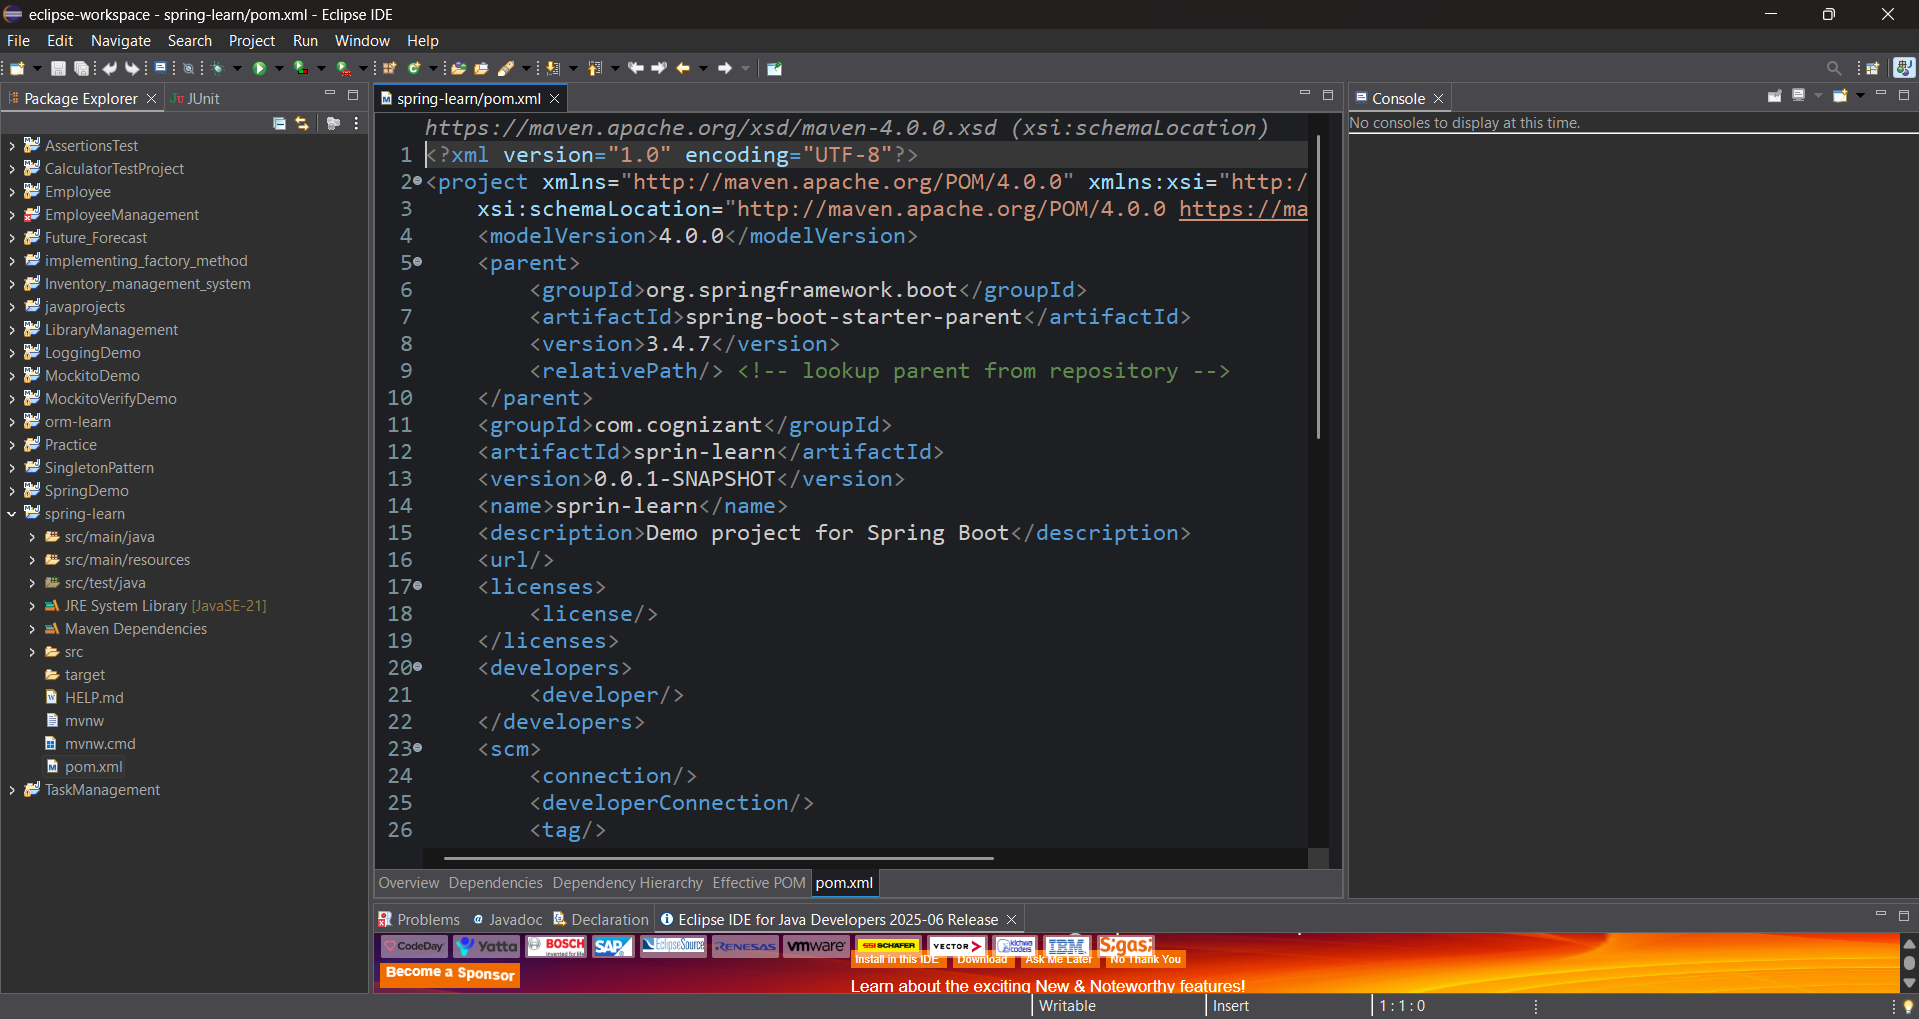 eclipse-workspace - spring-learn/pom.xml - Eclipse IDE
File Edit Navigate Search Project Run Window Help
Package Explorer
JUnit
AssertionsTest
CalculatorTestProject
Employee
EmployeeManagement
Future_Forecast
implementing_factory_method
Inventory_management_system
javaprojects
LibraryManagement
LoggingDemo
MockitoDemo
MockitoVerifyDemo
orm-learn
Practice
SingletonPattern
SpringDemo
spring-learn
src/main/java
src/main/resources
src/test/java
JRE System Library [JavaSE-21]
Maven Dependencies
src
target
HELP.md
mvnw
mvnw.cmd
pom.xml
TaskManagement
spring-learn/pom.xml
https://maven.apache.org/xsd/maven-4.0.0.xsd (xsi:schemaLocation)
1 <?xml version="1.0" encoding="UTF-8"?>
2 <project xmlns="http://maven.apache.org/POM/4.0.0" xmlns:xsi="http:/
3 xsi:schemaLocation="http://maven.apache.org/POM/4.0.0 https://ma
4 <modelVersion>4.0.0</modelVersion>
5 <parent>
6 <groupId>org.springframework.boot</groupId>
7 <artifactId>spring-boot-starter-parent</artifactId>
8 <version>3.4.7</version>
9 <relativePath/> <!-- lookup parent from repository -->
10 </parent>
11 <groupId>com.cognizant</groupId>
12 <artifactId>sprin-learn</artifactId>
13 <version>0.0.1-SNAPSHOT</version>
14 <name>sprin-learn</name>
15 <description>Demo project for Spring Boot</description>
16 <url/>
17 <licenses>
18 <license/>
19 </licenses>
20 <developers>
21 <developer/>
22 </developers>
23 <scm>
24 <connection/>
25 <developerConnection/>
26 <tag/>
Overview Dependencies Dependency Hierarchy Effective POM pom.xml
Console
No consoles to display at this time.
Problems Javadoc Declaration Eclipse IDE for Java Developers 2025-06 Release
CodeDay Yatta BOSCH SAP EclipseSource RENESAS vmware SSI SCHAFER VECTOR kichwa coders IBM Sigasi
Install in this IDE Download Ask Me Later No Thank You
Become a Sponsor
Learn about the exciting New & Noteworthy features!
Writable Insert 1:1:0